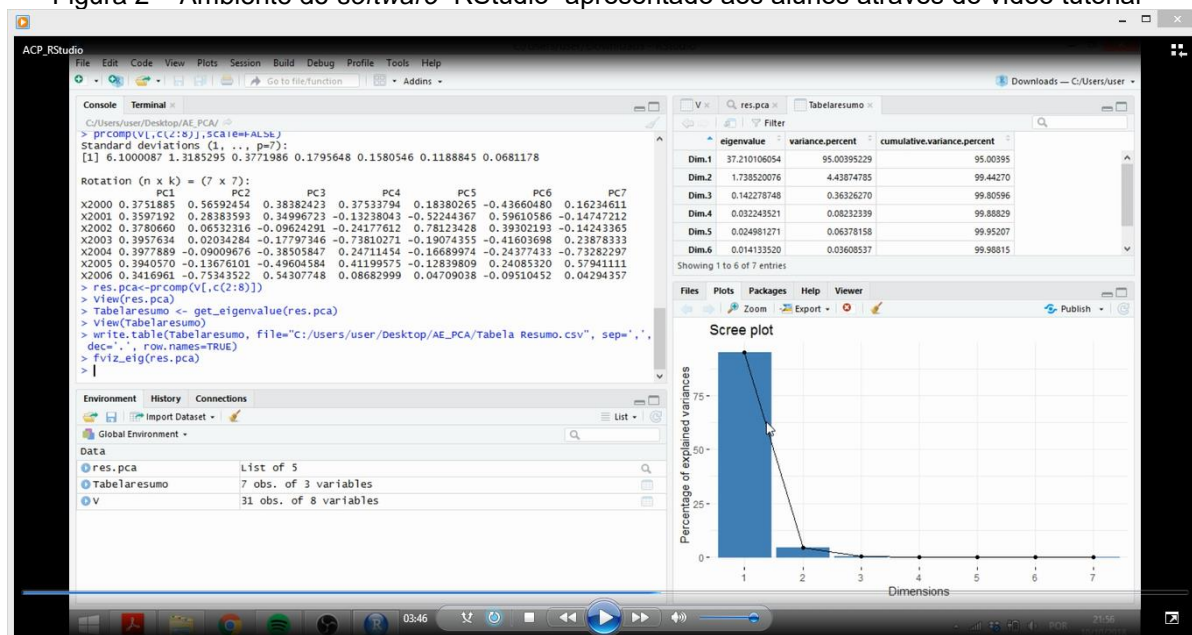 Figura 2 – Ambiente do software "RStudio" apresentado aos alunos através do vídeo tutorial
ACP_RStudio
File Edit Code View Plots Session Build Debug Profile Tools Help
Go to file/function Addins
Downloads — C:/Users/user
Console Terminal
C:/Users/user/Desktop/AE_PCA/
> prcomp(V[,c(2:8)],scale=FALSE)
Standard deviations (1, .., p=7):
[1] 6.1000087 1.3185295 0.3771986 0.1795648 0.1580546 0.1188845 0.0681178
Rotation (n x k) = (7 x 7):
PC1 PC2 PC3 PC4 PC5 PC6 PC7
X2000 0.3751885 0.56592454 0.38382423 0.37533794 0.18380265 -0.43660480 0.16234611
X2001 0.3597192 0.28383593 0.34996723 -0.13238043 -0.52244367 0.59610586 -0.14747212
X2002 0.3780660 0.06532316 -0.09624291 -0.24177612 0.78123428 0.39302193 -0.14243365
X2003 0.3957634 0.02034284 -0.17797346 -0.73810271 -0.19074355 -0.41603698 0.23878333
X2004 0.3977889 -0.09009676 -0.38505847 0.24711454 -0.16689974 -0.24377433 -0.73282297
X2005 0.3940570 -0.13676101 -0.49604584 0.41199575 -0.12839809 0.24085320 0.57941111
X2006 0.3416961 -0.75343522 0.54307748 0.08682999 0.04709038 -0.09510452 0.04294357
> res.pca<-prcomp(V[,c(2:8)])
> View(res.pca)
> Tabelaresumo <- get_eigenvalue(res.pca)
> View(Tabelaresumo)
> write.table(Tabelaresumo, file="C:/Users/user/Desktop/AE_PCA/Tabela Resumo.csv", sep=',',
dec='.', row.names=TRUE)
> fviz_eig(res.pca)
>
Environment History Connections
Import Dataset List
Global Environment
Data
res.pca List of 5
Tabelaresumo 7 obs. of 3 variables
V 31 obs. of 8 variables
V res.pca Tabelaresumo
Filter
eigenvalue variance.percent cumulative.variance.percent
Dim.1 37.210106054 95.00395229 95.00395
Dim.2 1.738520076 4.43874785 99.44270
Dim.3 0.142278748 0.36326270 99.80596
Dim.4 0.032243521 0.08232339 99.88829
Dim.5 0.024981271 0.06378158 99.95207
Dim.6 0.014133520 0.03608537 99.98815
Showing 1 to 6 of 7 entries
Files Plots Packages Help Viewer
Zoom Export Publish
Scree plot
Percentage of explained variances
75
50
25
0
1 2 3 4 5 6 7
Dimensions
03:46
POR 21:56